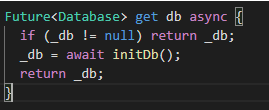 Future<Database> get db async {
if (_db != null) return _db;
_db = await initDb();
return _db;
}